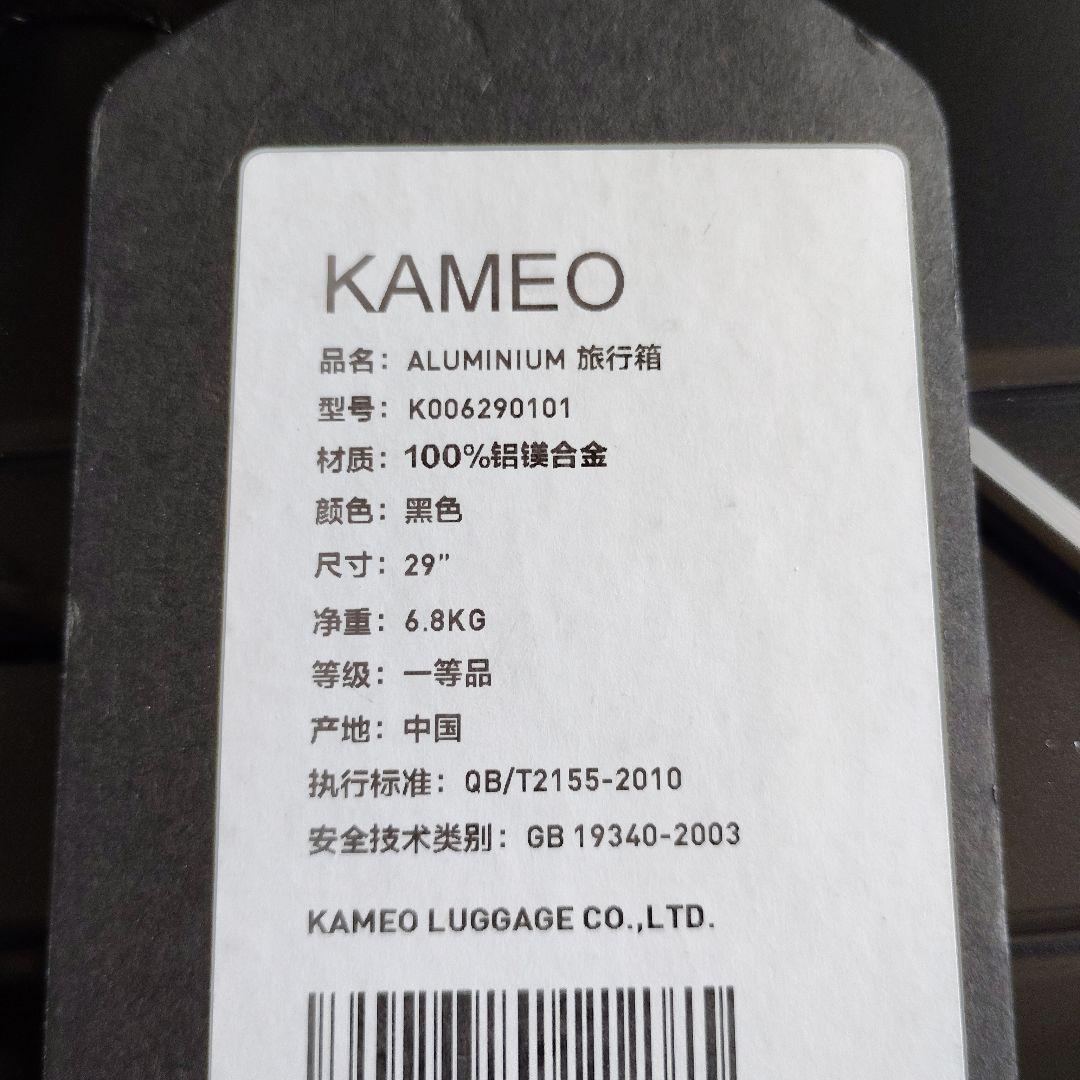 KAMEO
品名：ALUMINIUM 旅行箱
型号：K006290101
材质：100%铝镁合金
颜色：黑色
尺寸：29”
净重：6.8KG
等级：一等品
产地：中国
执行标准：QB/T2155-2010
安全技术类别：GB 19340-2003
KAMEO LUGGAGE CO.,LTD.